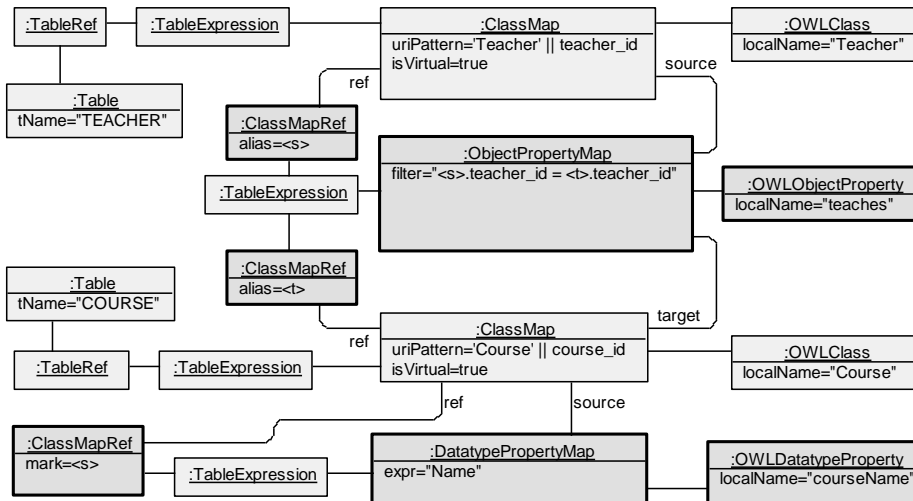 :TableRef
:TableExpression
:ClassMap
uriPattern='Teacher' || teacher_id
isVirtual=true
:OWLClass
localName="Teacher"
ref
source
:Table
tName="TEACHER"
:ClassMapRef
alias=<s>
:ObjectPropertyMap
filter="<s>.teacher_id = <t>.teacher_id"
:TableExpression
:OWLObjectProperty
localName="teaches"
:ClassMapRef
alias=<t>
:Table
tName="COURSE"
ref
target
:ClassMap
uriPattern='Course' || course_id
isVirtual=true
:TableRef
:TableExpression
:OWLClass
localName="Course"
ref
source
:ClassMapRef
mark=<s>
:TableExpression
:DatatypePropertyMap
expr="Name"
:OWLDatatypeProperty
localName="courseName"